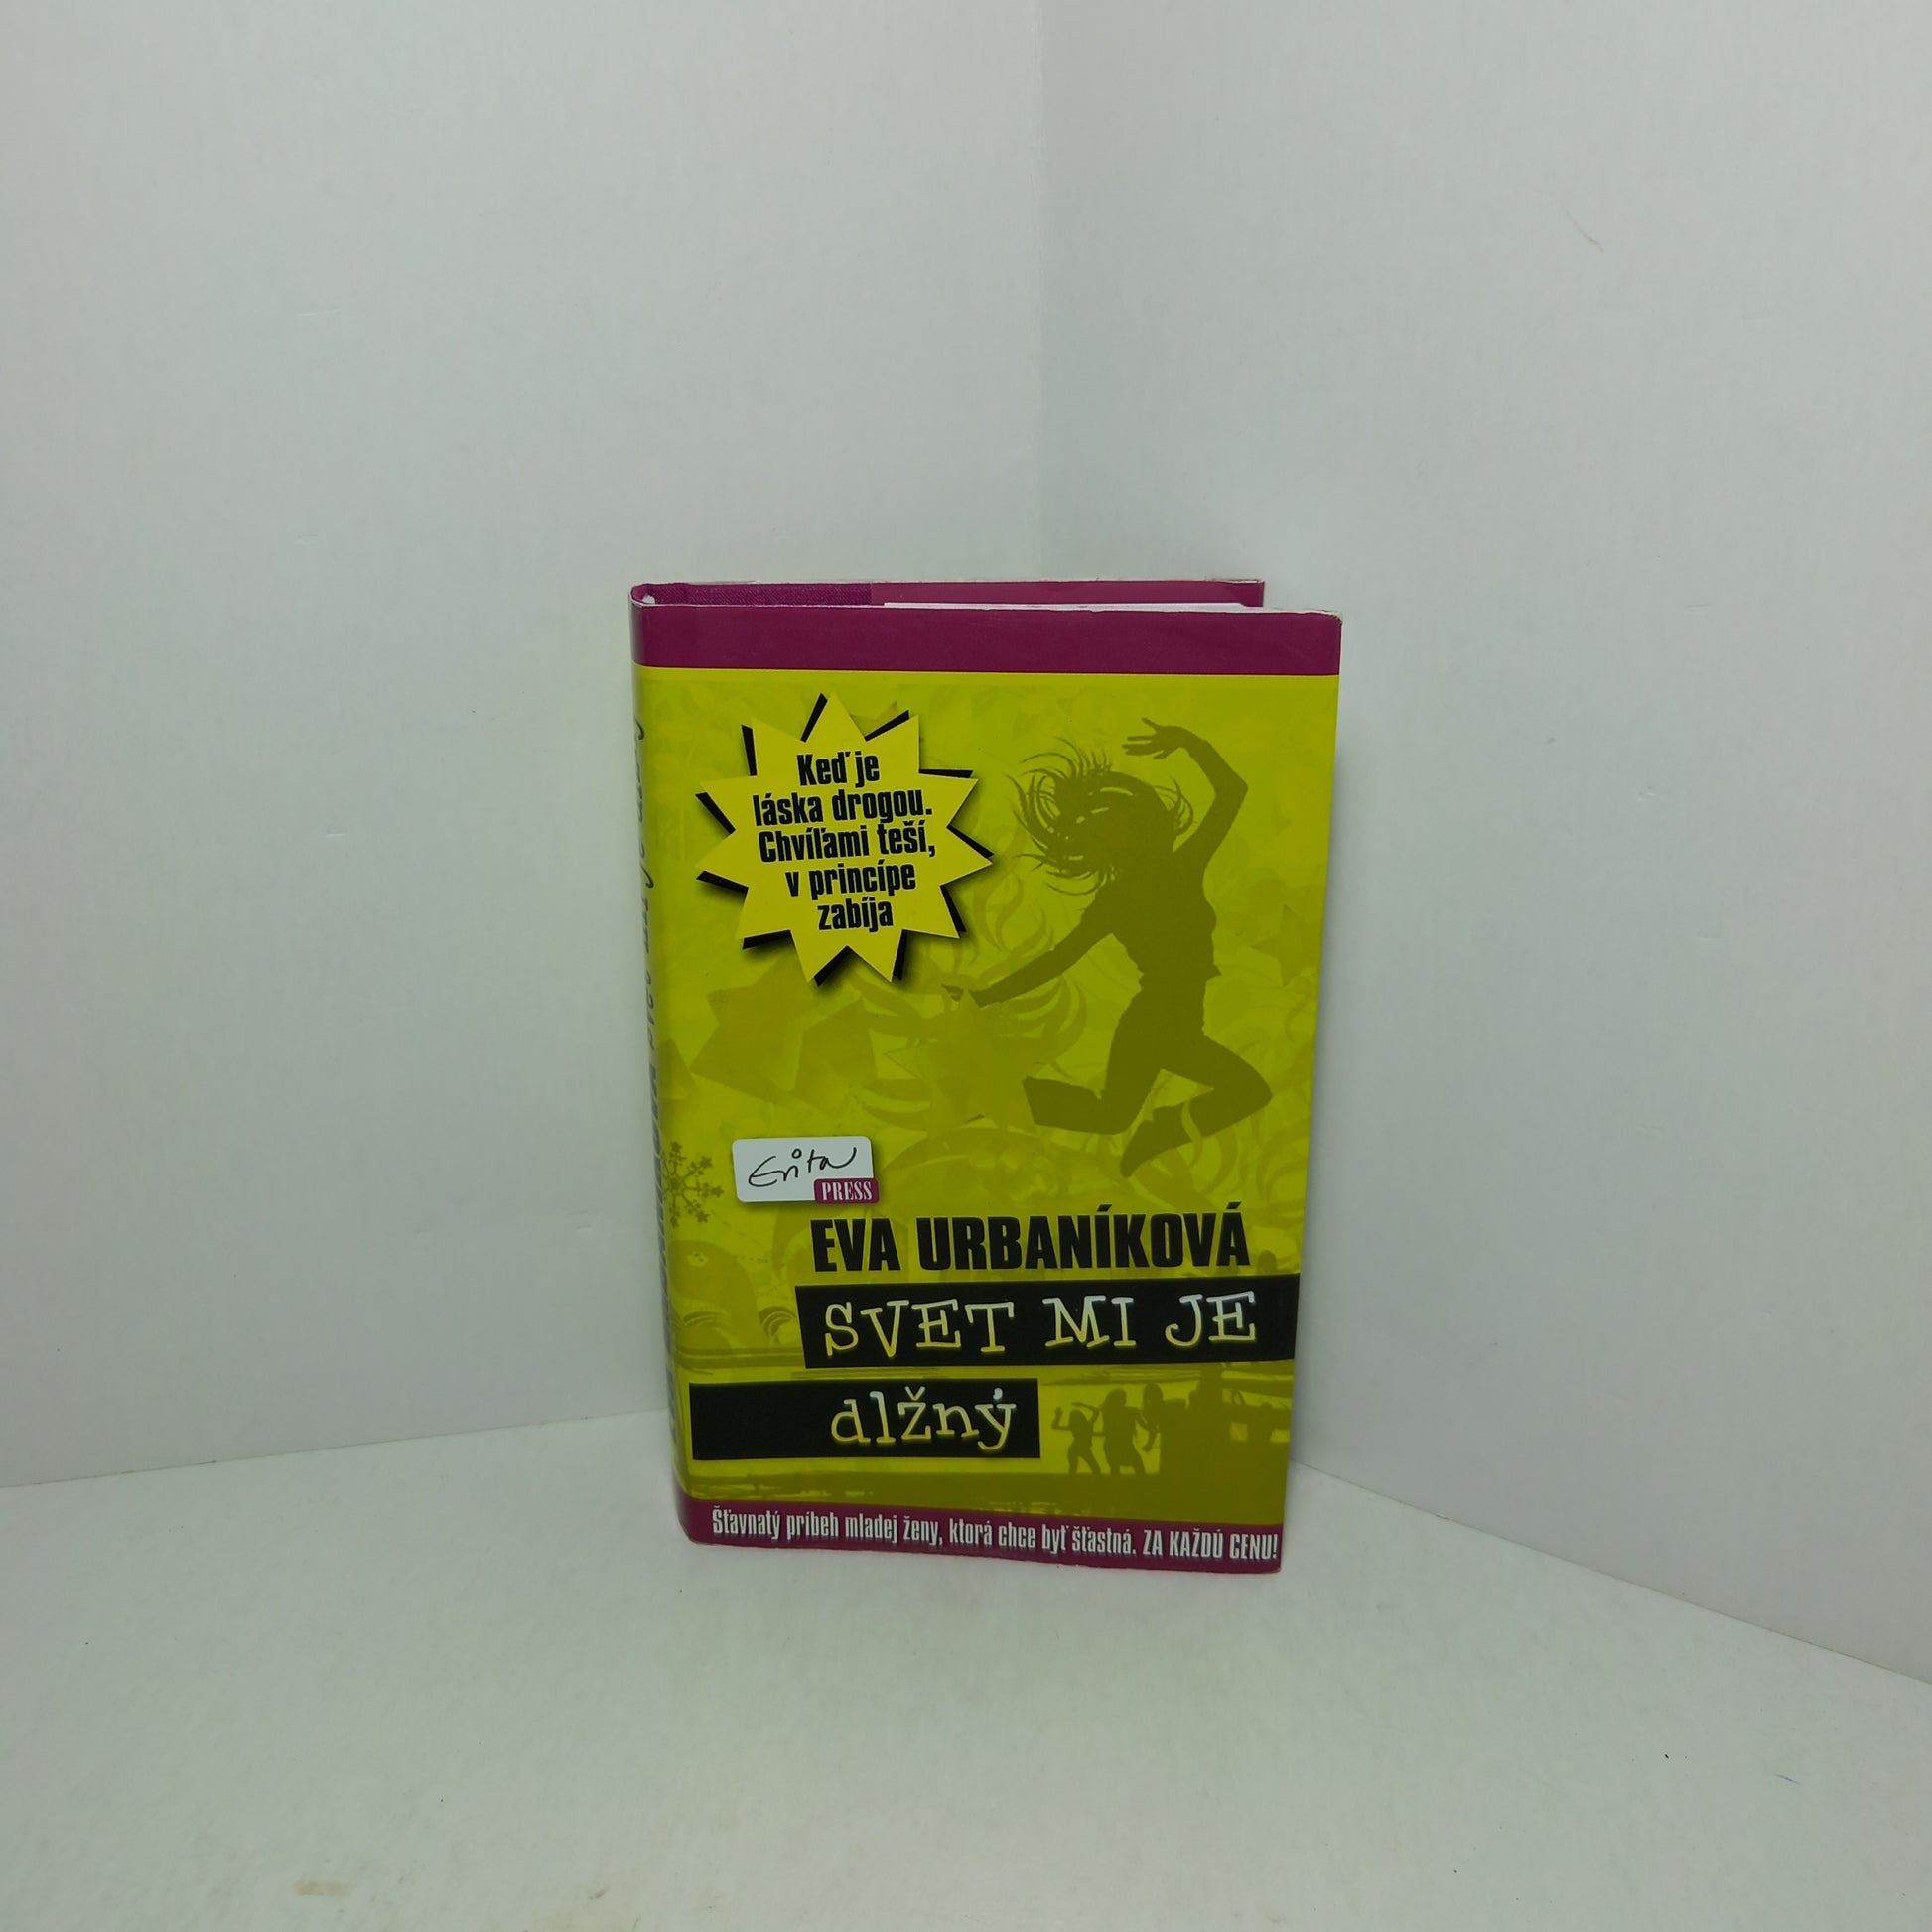 Keď je
láska drogou.
Chvíľami teší,
v princípe
zabíja
Evita
PRESS
EVA URBANÍKOVÁ
SVET MI JE
dlžný
Šťavnatý príbeh mladej ženy, ktorá chce byť šťastná. ZA KAŽDÚ CENU!